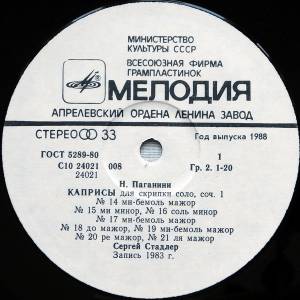 МИНИСТЕРСТВО
КУЛЬТУРЫ СССР
ВСЕСОЮЗНАЯ ФИРМА
ГРАМПЛАСТИНОК
МЕЛОДИЯ
АПРЕЛЕВСКИЙ ОРДЕНА ЛЕНИНА ЗАВОД
СТЕРЕО 33
Год выпуска 1988
ГОСТ 5289-80
1
С10 24021 008
Гр. 2. 1-20
24021
Н. Паганини
КАПРИСЫ для скрипки соло, соч. 1
№ 14 ми-бемоль мажор
№ 15 ми минор, № 16 соль минор
№ 17 ми-бемоль мажор
№ 18 до мажор, № 19 ми-бемоль мажор
№ 20 ре мажор, № 21 ля мажор
Сергей Стадлер
Запись 1983 г.